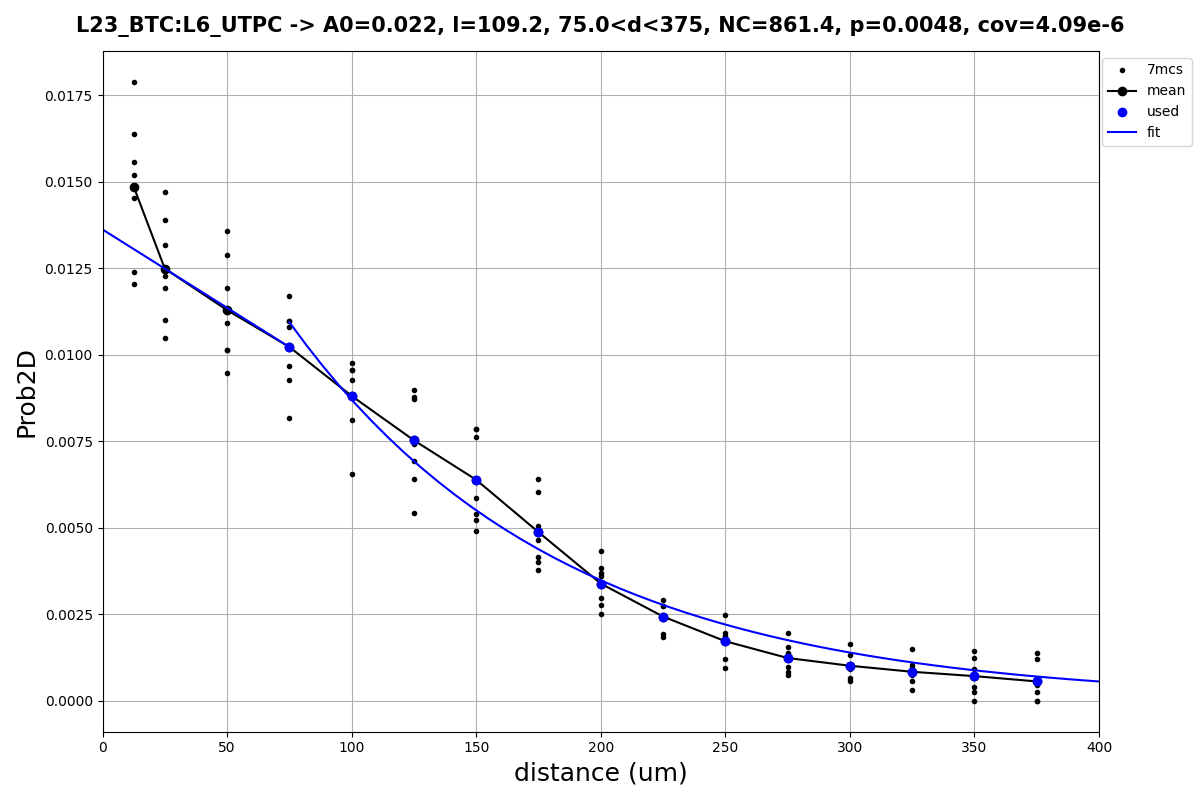 L23_BTC:L6_UTPC -> A0=0.022, l=109.2, 75.0<d<375, NC=861.4, p=0.0048, cov=4.09e-6
7mcs
mean
used
fit
Prob2D
0.0175
0.0150
0.0125
0.0100
0.0075
0.0050
0.0025
0.0000
0 50 100 150 200 250 300 350 400
distance (um)